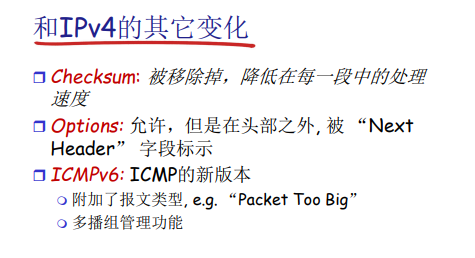 和IPv4的其它变化
Checksum: 被移除掉，降低在每一段中的处理
速度
Options: 允许，但是在头部之外, 被 “Next
Header” 字段标示
ICMPv6: ICMP的新版本
附加了报文类型, e.g. “Packet Too Big”
多播组管理功能